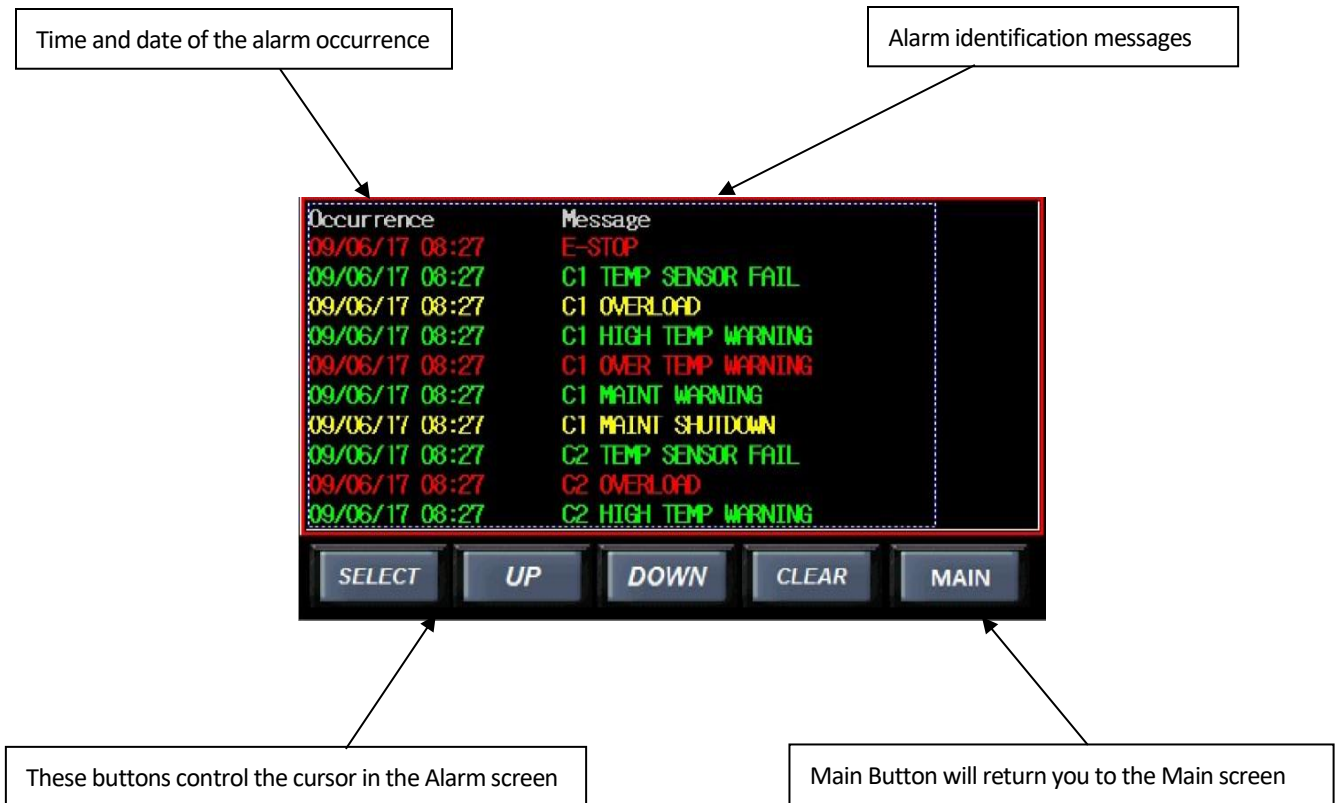 Time and date of the alarm occurrence
Alarm identification messages
Occurrence Message
09/06/17 08:27 E-STOP
09/06/17 08:27 C1 TEMP SENSOR FAIL
09/06/17 08:27 C1 OVERLOAD
09/06/17 08:27 C1 HIGH TEMP WARNING
09/06/17 08:27 C1 OVER TEMP WARNING
09/06/17 08:27 C1 MAINT WARNING
09/06/17 08:27 C1 MAINT SHUTDOWN
09/06/17 08:27 C2 TEMP SENSOR FAIL
09/06/17 08:27 C2 OVERLOAD
09/06/17 08:27 C2 HIGH TEMP WARNING
SELECT UP DOWN CLEAR MAIN
These buttons control the cursor in the Alarm screen
Main Button will return you to the Main screen